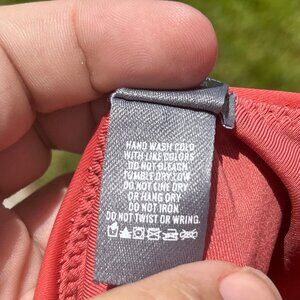 HAND WASH COLD
WITH LIKE COLORS
DO NOT BLEACH
TUMBLE DRY LOW
DO NOT LINE DRY
OR HANG DRY
DO NOT IRON.
DO NOT TWIST OR WRING.